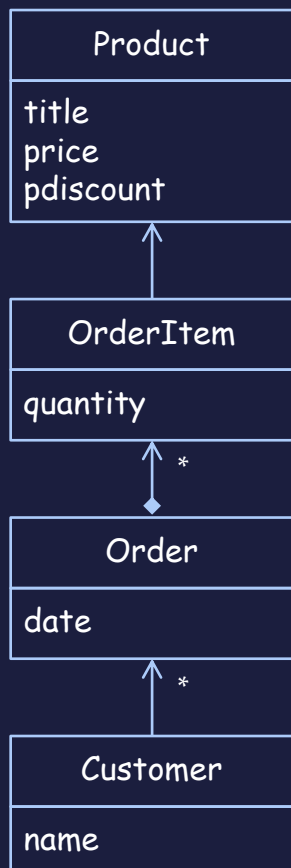 Product
title
price
pdiscount
OrderItem
quantity
*
Order
date
*
Customer
name